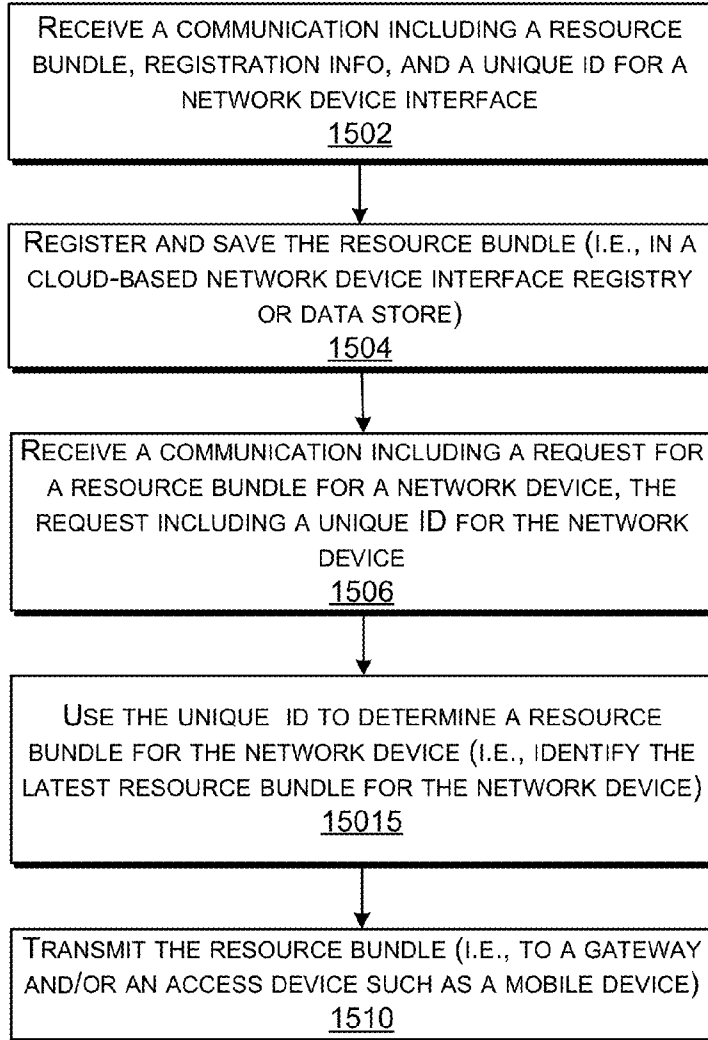 RECEIVE A COMMUNICATION INCLUDING A RESOURCE
BUNDLE, REGISTRATION INFO, AND A UNIQUE ID FOR A
NETWORK DEVICE INTERFACE
1502
REGISTER AND SAVE THE RESOURCE BUNDLE (I.E., IN A
CLOUD-BASED NETWORK DEVICE INTERFACE REGISTRY
OR DATA STORE)
1504
RECEIVE A COMMUNICATION INCLUDING A REQUEST FOR
A RESOURCE BUNDLE FOR A NETWORK DEVICE, THE
REQUEST INCLUDING A UNIQUE ID FOR THE NETWORK
DEVICE
1506
USE THE UNIQUE ID TO DETERMINE A RESOURCE
BUNDLE FOR THE NETWORK DEVICE (I.E., IDENTIFY THE
LATEST RESOURCE BUNDLE FOR THE NETWORK DEVICE)
15015
TRANSMIT THE RESOURCE BUNDLE (I.E., TO A GATEWAY
AND/OR AN ACCESS DEVICE SUCH AS A MOBILE DEVICE)
1510